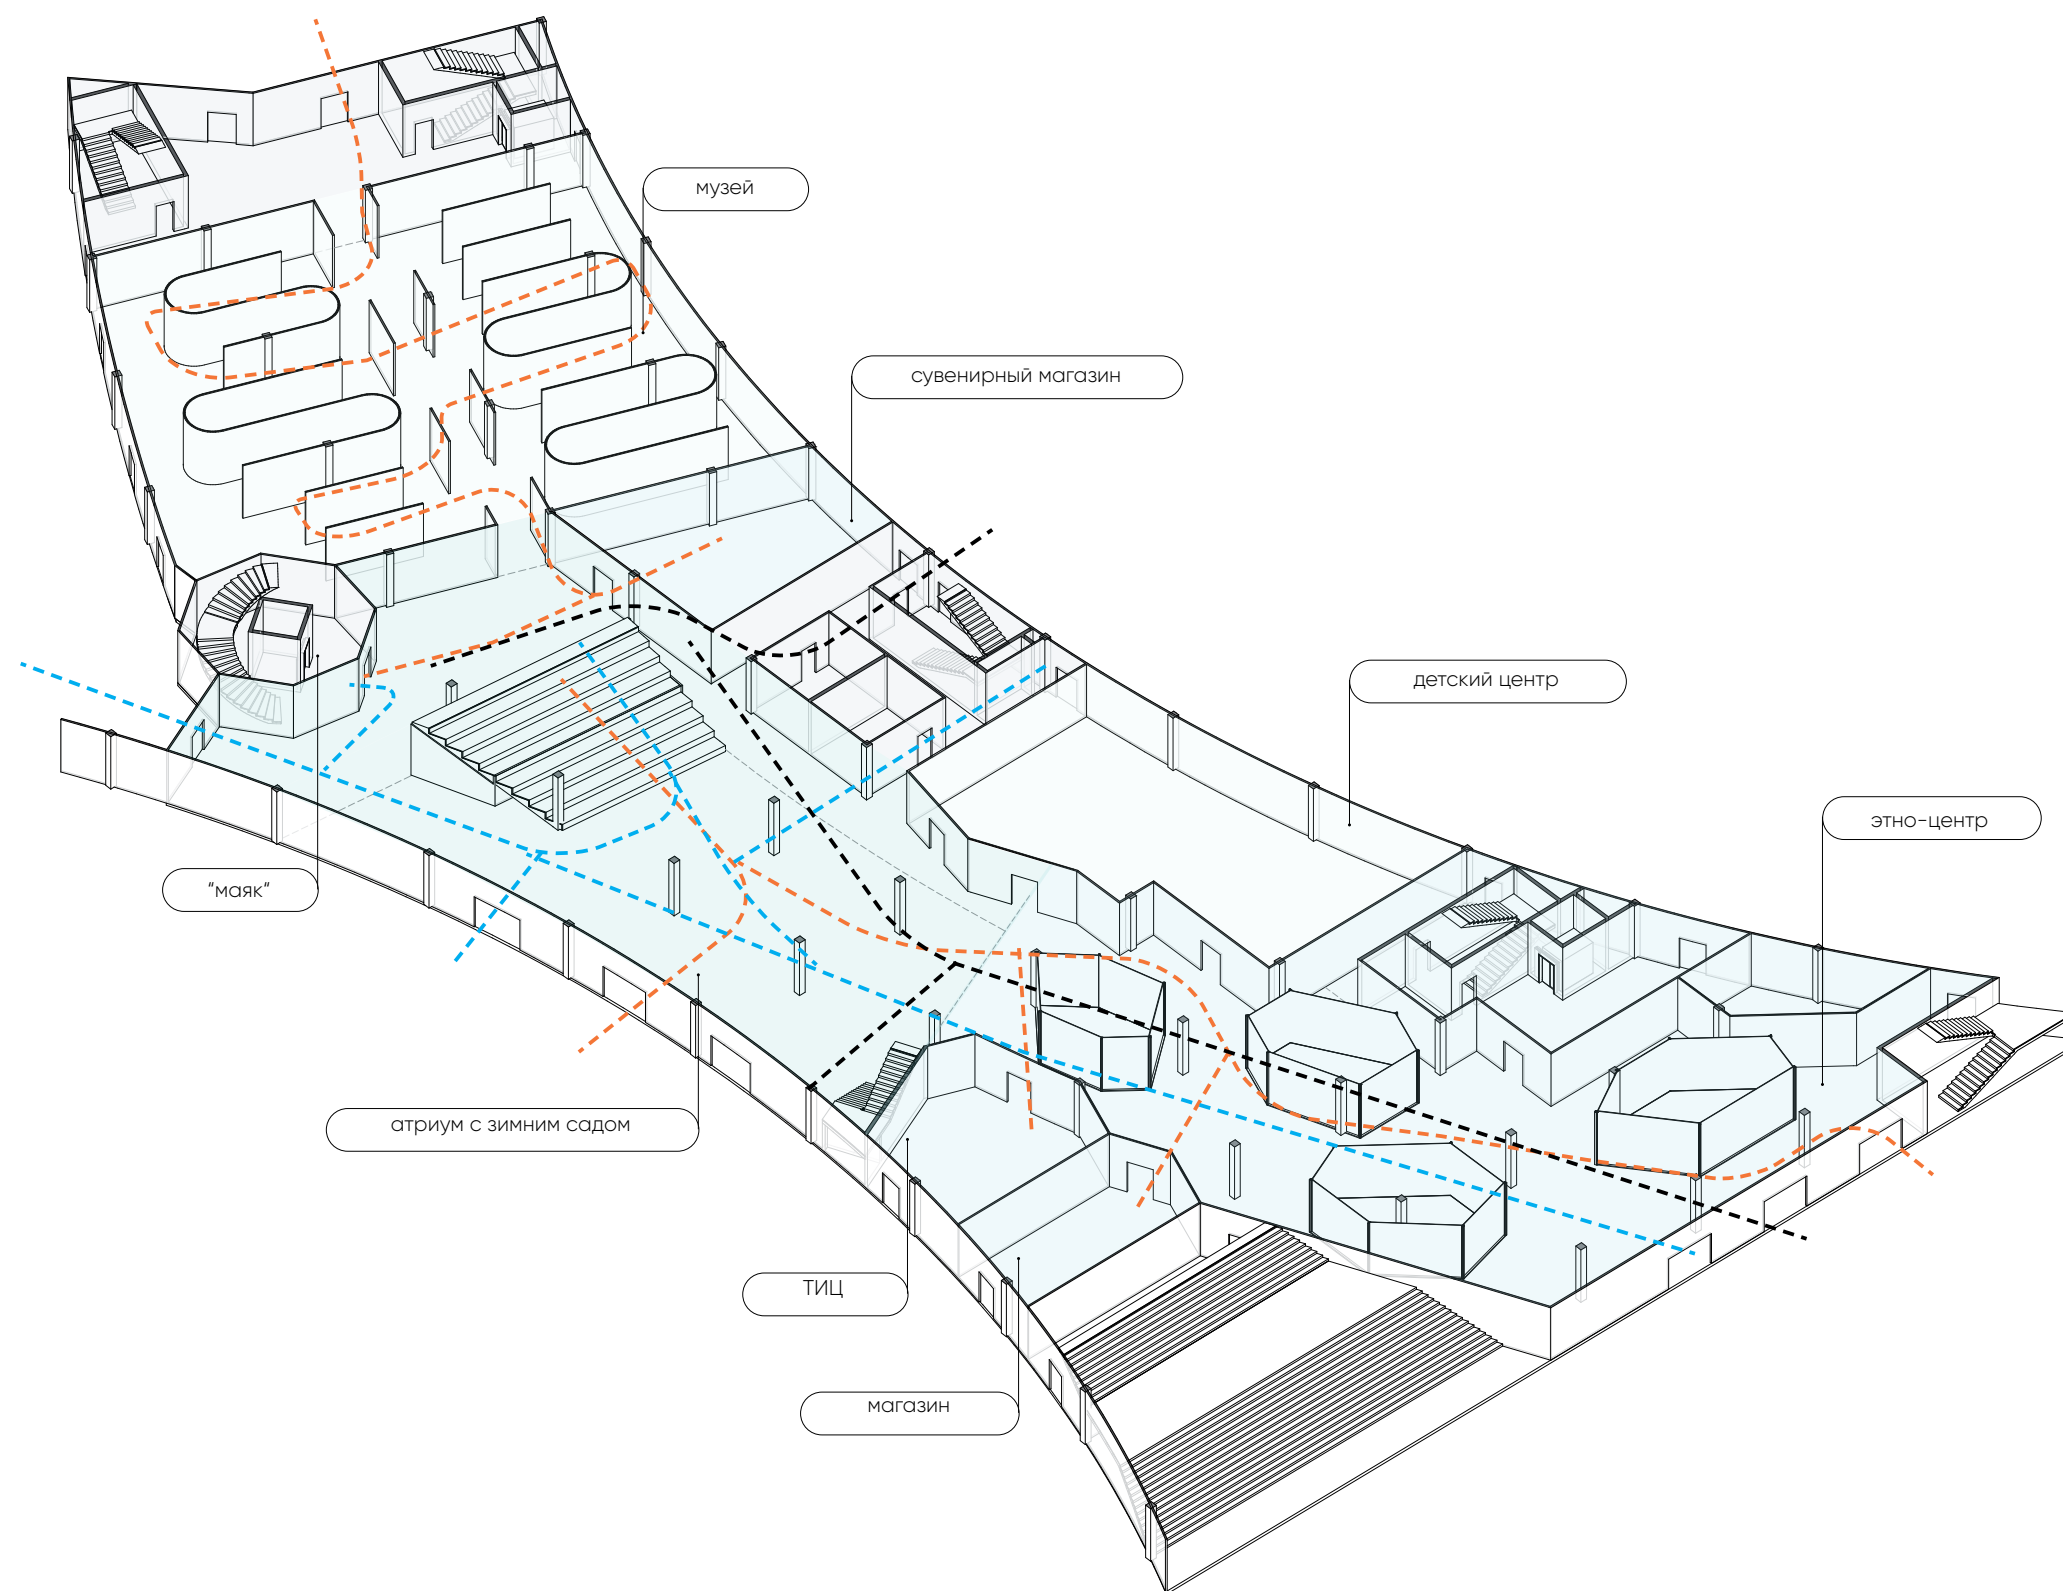 музей
сувенирный магазин
детский центр
этно-центр
"маяк"
атриум с зимним садом
ТИЦ
магазин